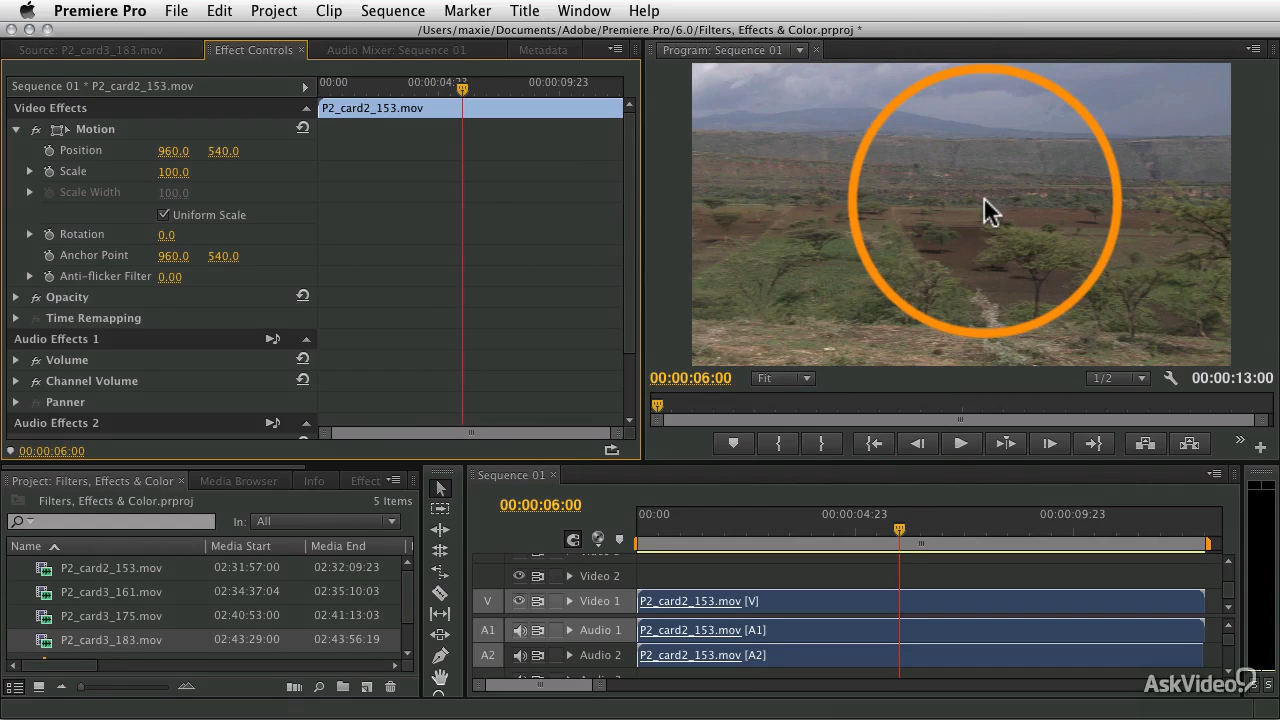 Premiere Pro File Edit Project Clip Sequence Marker Title Window Help
/Users/maxie/Documents/Adobe/Premiere Pro/6.0/Filters, Effects & Color.prproj *
Source: P2_card3_183.mov Effect Controls × Audio Mixer: Sequence 01 Metadata
Program: Sequence 01 ×
Sequence 01 * P2_card2_153.mov
00:00 00:00:04:23 00:00:09:23
Video Effects
P2_card2_153.mov
fx Motion
Position 960.0 540.0
Scale 100.0
Scale Width 100.0
Uniform Scale
Rotation 0.0
Anchor Point 960.0 540.0
Anti-flicker Filter 0.00
fx Opacity
fx Time Remapping
Audio Effects 1
fx Volume
fx Channel Volume
fx Panner
Audio Effects 2
00:00:06:00
00:00:06:00 Fit 1/2 00:00:13:00
Project: Filters, Effects & Color × Media Browser Info Effect
Filters, Effects & Color.prproj 5 Items
In: All
Name Media Start Media End
P2_card2_153.mov 02:31:57:00 02:32:09:23
P2_card3_161.mov 02:34:37:04 02:35:10:03
P2_card3_175.mov 02:40:53:00 02:41:13:03
P2_card3_183.mov 02:43:29:00 02:43:56:19
Sequence 01 ×
00:00:06:00
00:00 00:00:04:23 00:00:09:23
Video 2
V Video 1 P2_card2_153.mov [V]
A1 Audio 1 P2_card2_153.mov [A1]
A2 Audio 2 P2_card2_153.mov [A2]
AskVideo
S S